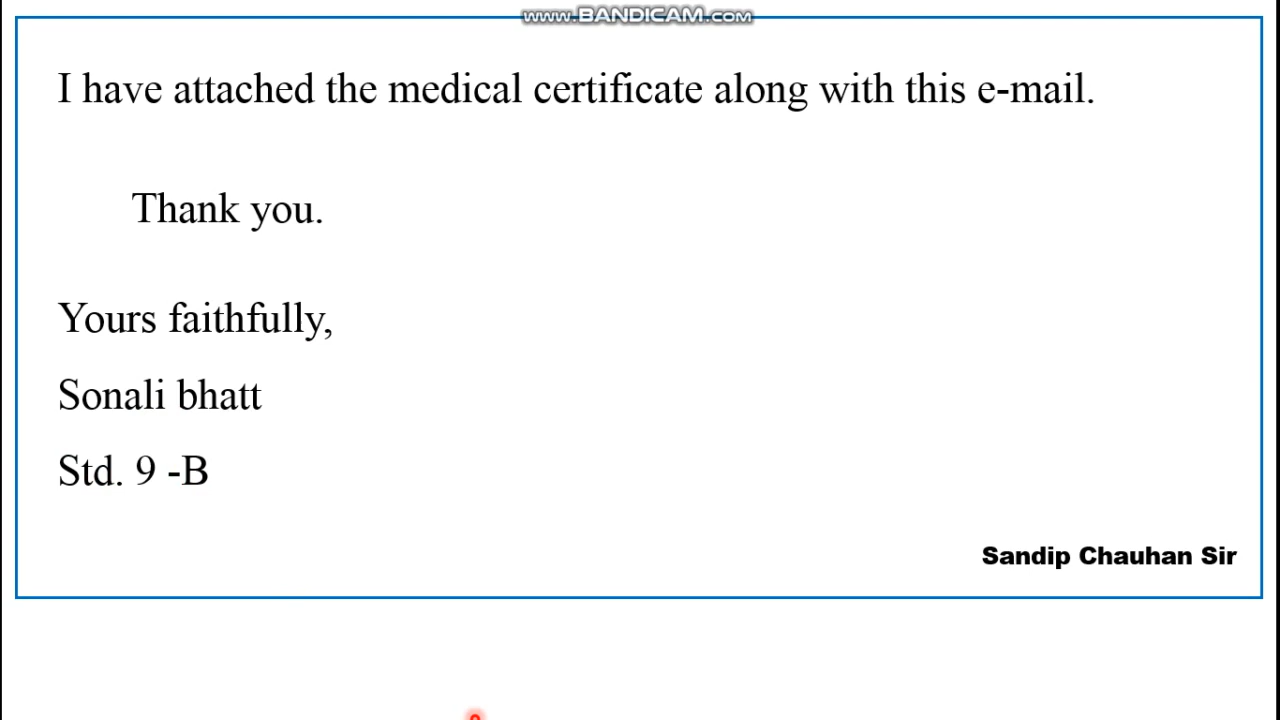 www.BANDICAM.com
I have attached the medical certificate along with this e-mail.
Thank you.
Yours faithfully,
Sonali bhatt
Std. 9 -B
Sandip Chauhan Sir